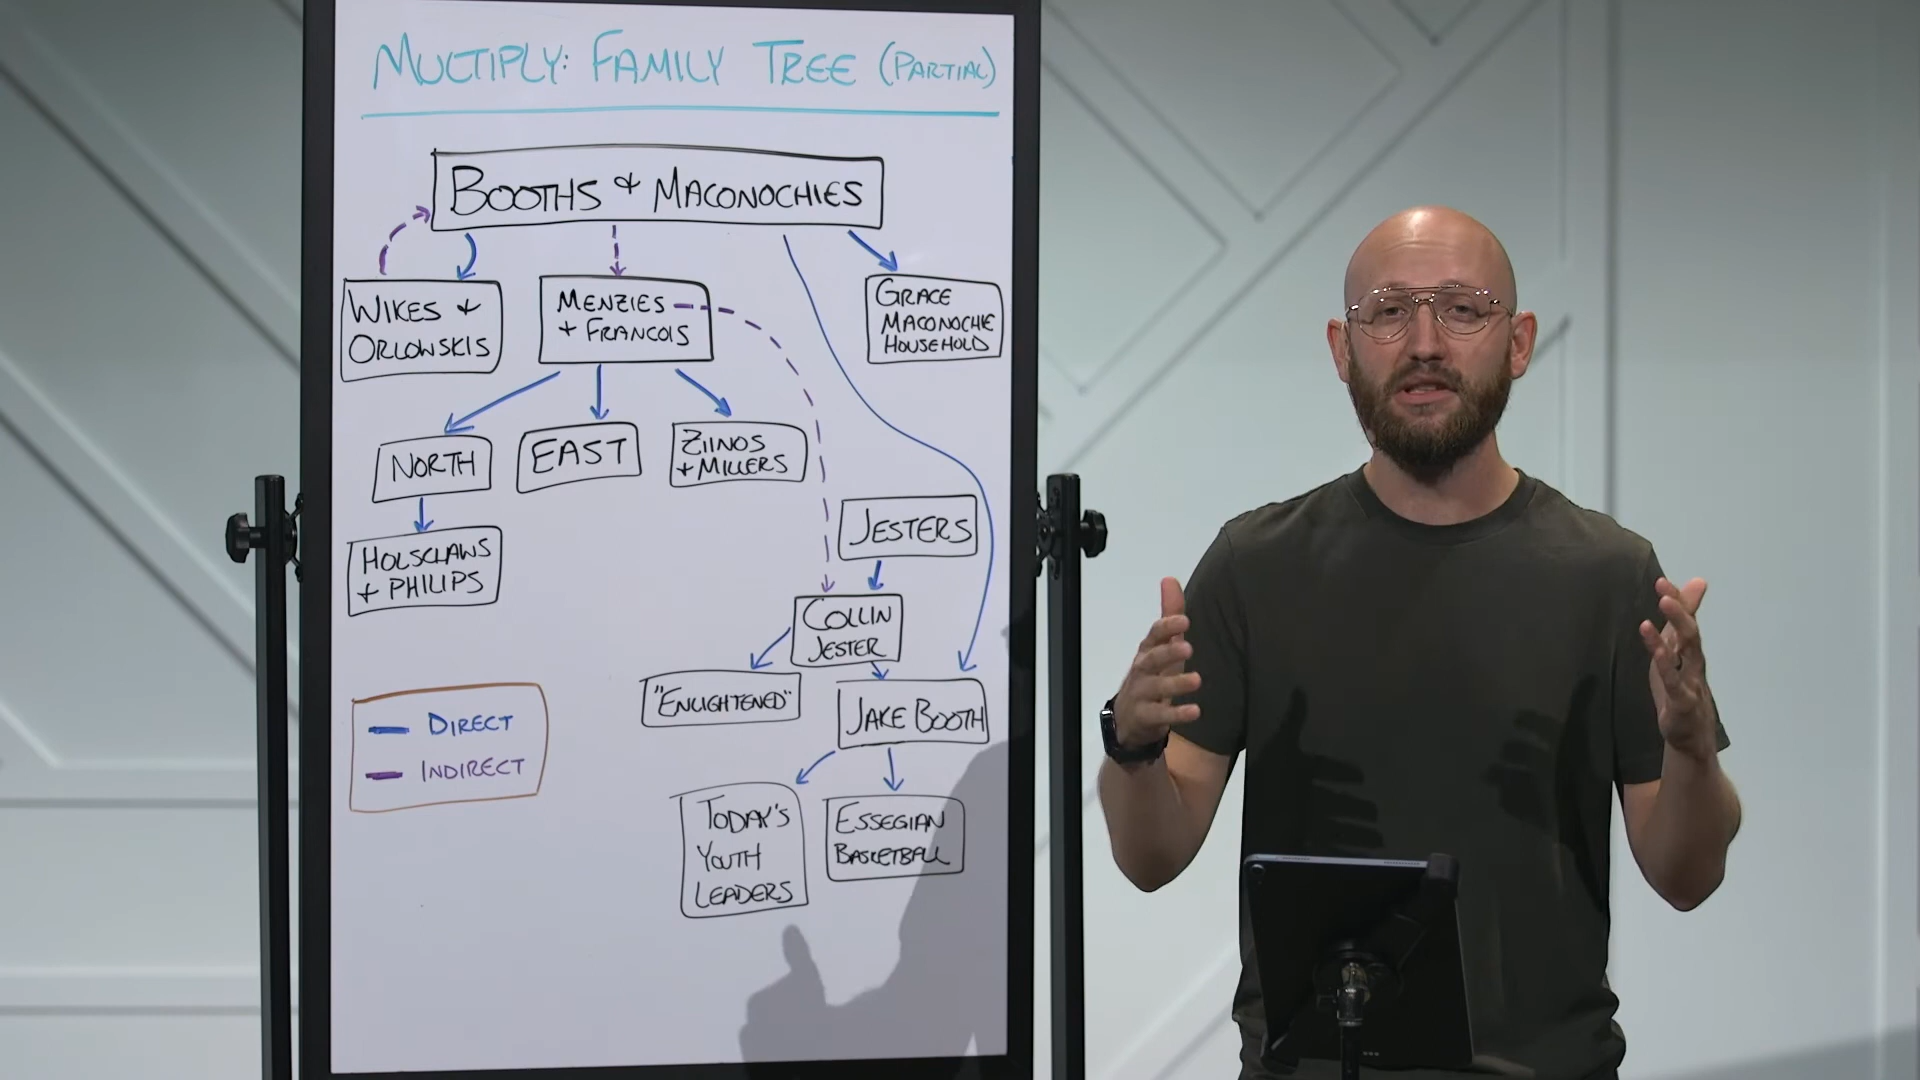 MULTIPLY: FAMILY TREE (PARTIAL)
BOOTHS & MACONOCHIES
WIKES &
ORLOWSKIS
MENZIES
& FRANCOIS
GRACE
MACONOCHIE
HOUSEHOLD
NORTH
EAST
ZIINOS
& MILLERS
HOLSCLAWS
& PHILIPS
JESTERS
COLLIN
JESTER
"ENLIGHTENED"
JAKE BOOTH
TODAY'S
YOUTH
LEADERS
ESSEGIAN
BASKETBALL
DIRECT
INDIRECT